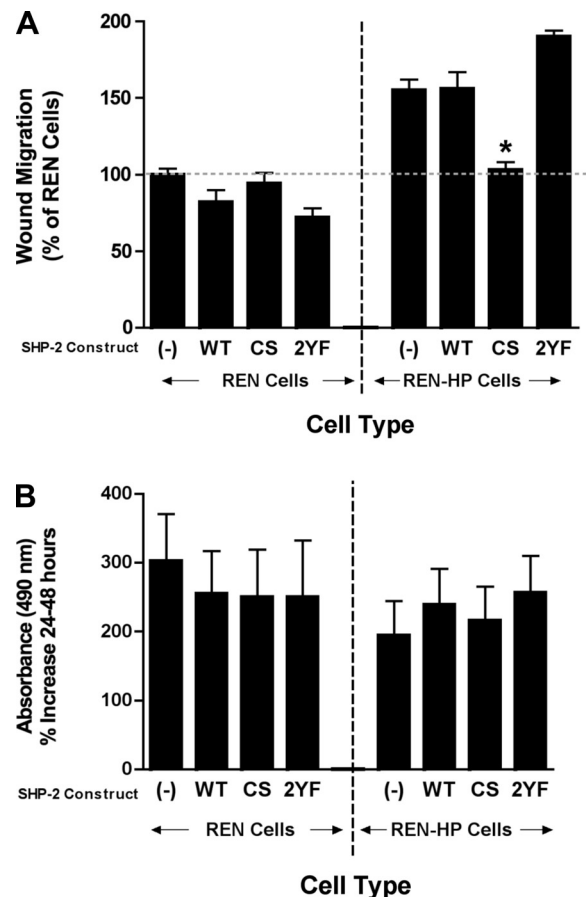 A
Wound Migration
(% of REN Cells)
200
150
100
50
0
*
SHP-2 Construct
(-) WT CS 2YF (-) WT CS 2YF
REN Cells REN-HP Cells
Cell Type
B
Absorbance (490 nm)
% Increase 24-48 hours
400
300
200
100
0
SHP-2 Construct
(-) WT CS 2YF (-) WT CS 2YF
REN Cells REN-HP Cells
Cell Type